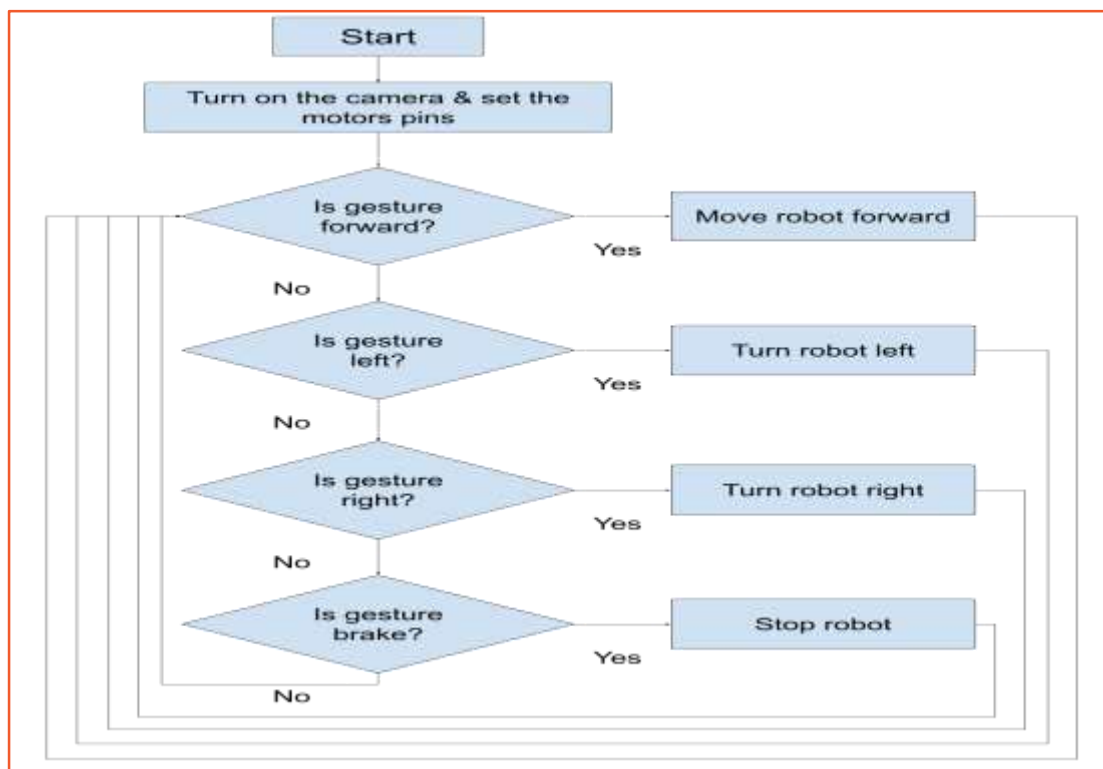 Start
Turn on the camera & set the
motors pins
Is gesture
forward?
Move robot forward
Yes
No
Is gesture
left?
Turn robot left
Yes
No
Is gesture
right?
Turn robot right
Yes
No
Is gesture
brake?
Stop robot
Yes
No